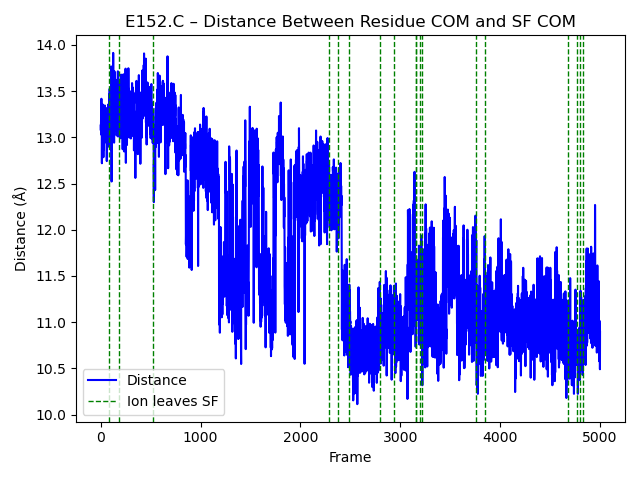 E152.C – Distance Between Residue COM and SF COM
14.0
13.5
13.0
12.5
12.0
11.5
11.0
10.5
10.0
Distance (Å)
Distance
Ion leaves SF
0 1000 2000 3000 4000 5000
Frame